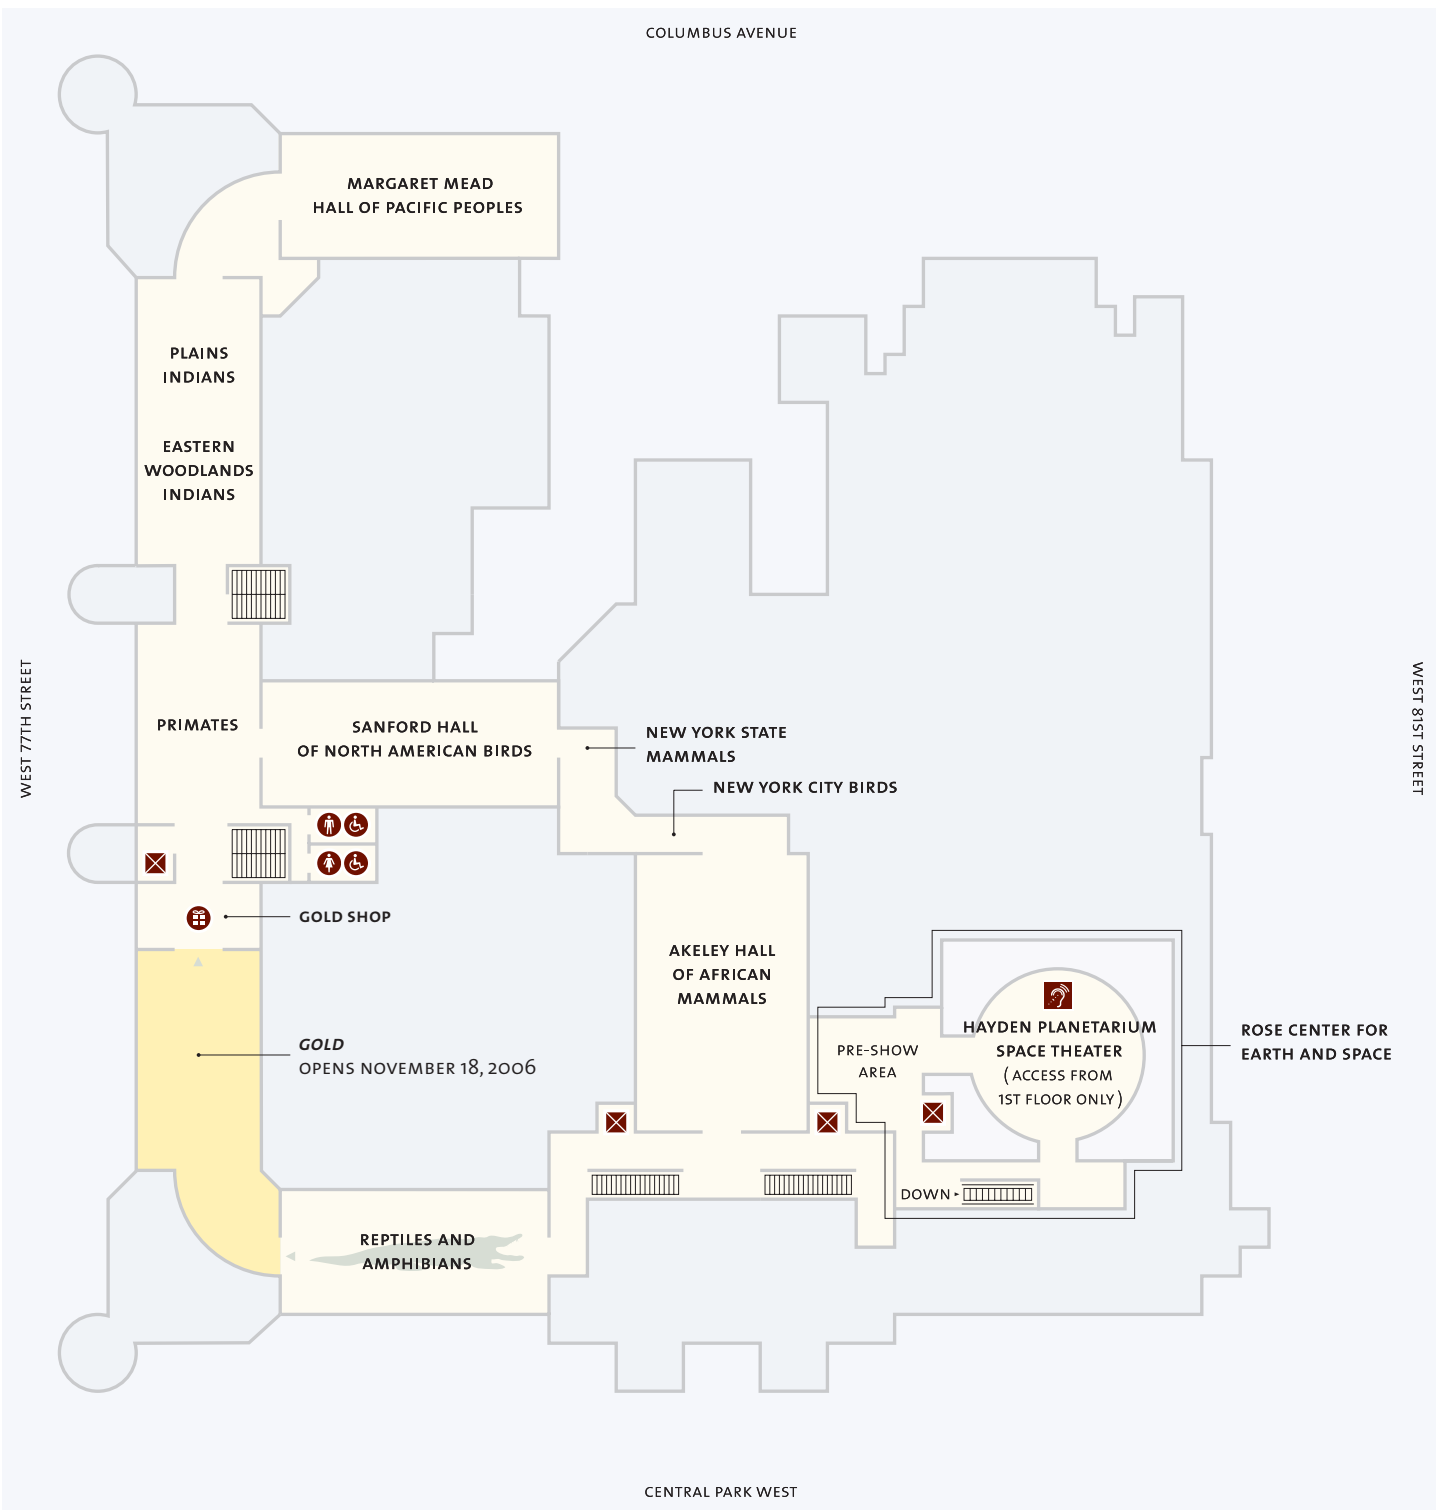 COLUMBUS AVENUE
MARGARET MEAD
HALL OF PACIFIC PEOPLES
PLAINS
INDIANS
EASTERN
WOODLANDS
INDIANS
WEST 77TH STREET
WEST 81ST STREET
PRIMATES
SANFORD HALL
OF NORTH AMERICAN BIRDS
NEW YORK STATE
MAMMALS
NEW YORK CITY BIRDS
GOLD SHOP
AKELEY HALL
OF AFRICAN
MAMMALS
GOLD
OPENS NOVEMBER 18, 2006
PRE-SHOW
AREA
HAYDEN PLANETARIUM
SPACE THEATER
(ACCESS FROM
1ST FLOOR ONLY)
ROSE CENTER FOR
EARTH AND SPACE
DOWN
REPTILES AND
AMPHIBIANS
CENTRAL PARK WEST